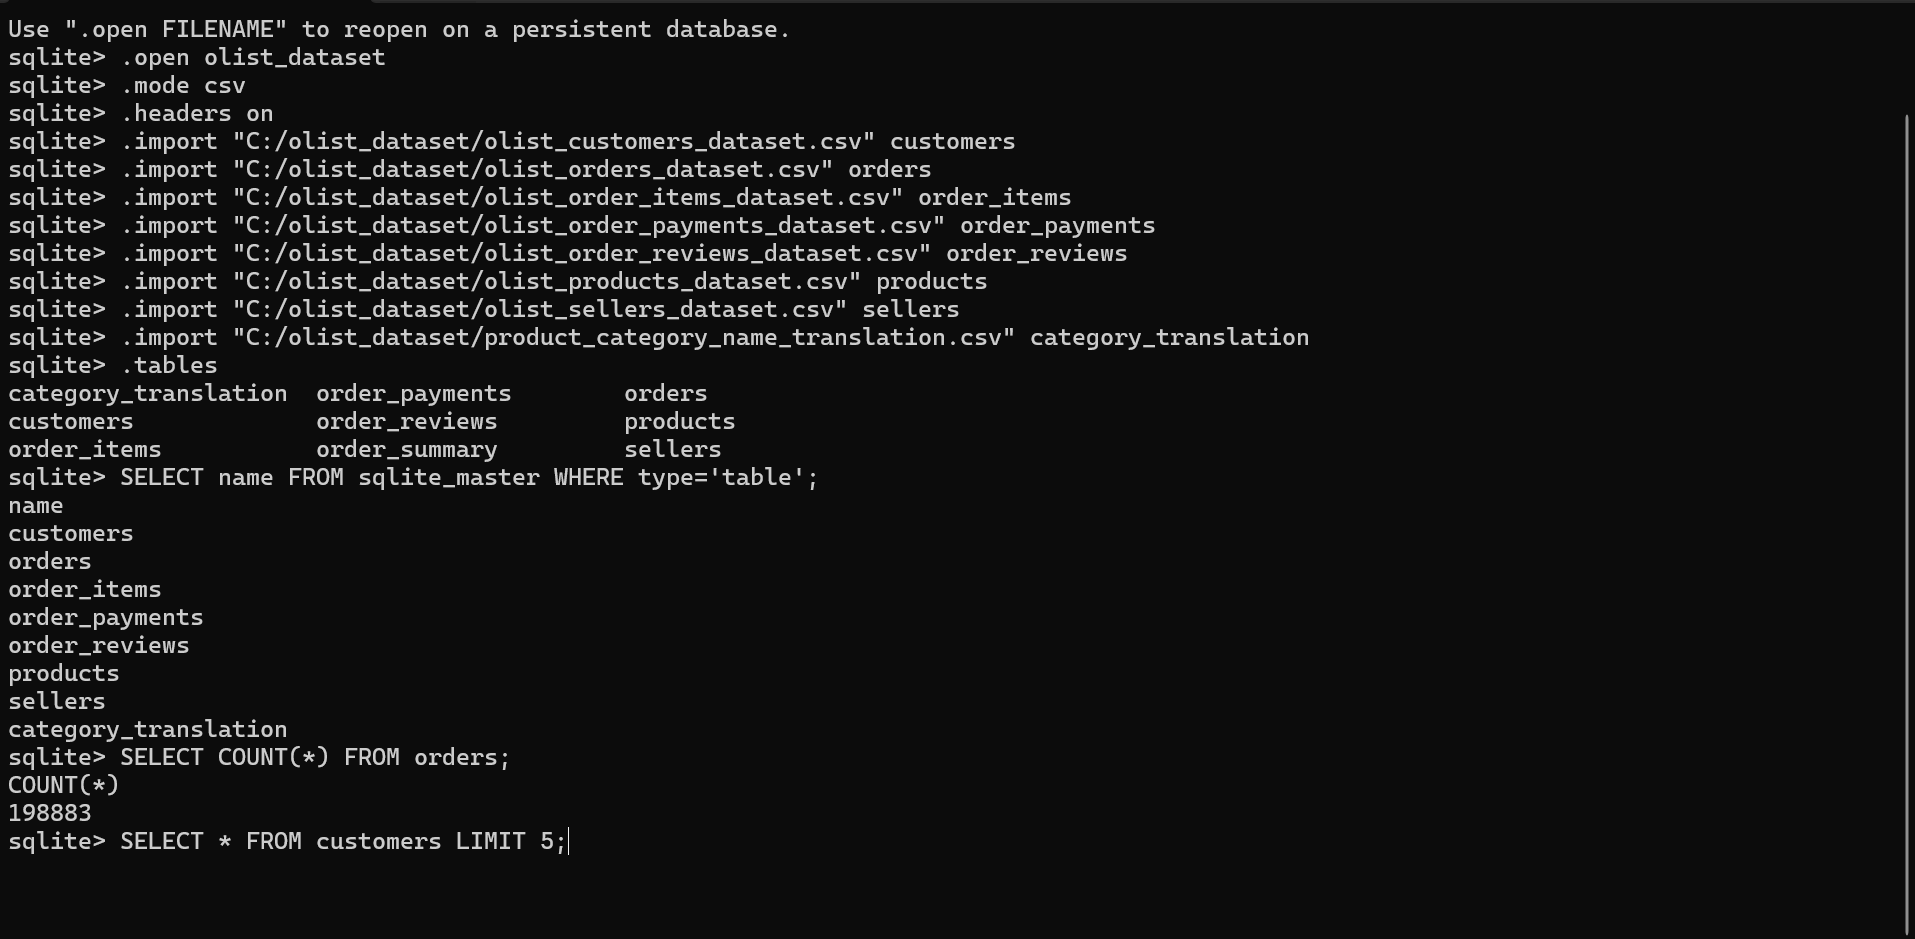 Use ".open FILENAME" to reopen on a persistent database.
sqlite> .open olist_dataset
sqlite> .mode csv
sqlite> .headers on
sqlite> .import "C:/olist_dataset/olist_customers_dataset.csv" customers
sqlite> .import "C:/olist_dataset/olist_orders_dataset.csv" orders
sqlite> .import "C:/olist_dataset/olist_order_items_dataset.csv" order_items
sqlite> .import "C:/olist_dataset/olist_order_payments_dataset.csv" order_payments
sqlite> .import "C:/olist_dataset/olist_order_reviews_dataset.csv" order_reviews
sqlite> .import "C:/olist_dataset/olist_products_dataset.csv" products
sqlite> .import "C:/olist_dataset/olist_sellers_dataset.csv" sellers
sqlite> .import "C:/olist_dataset/product_category_name_translation.csv" category_translation
sqlite> .tables
category_translation  order_payments        orders
customers             order_reviews         products
order_items           order_summary         sellers
sqlite> SELECT name FROM sqlite_master WHERE type='table';
name
customers
orders
order_items
order_payments
order_reviews
products
sellers
category_translation
sqlite> SELECT COUNT(*) FROM orders;
COUNT(*)
198883
sqlite> SELECT * FROM customers LIMIT 5;